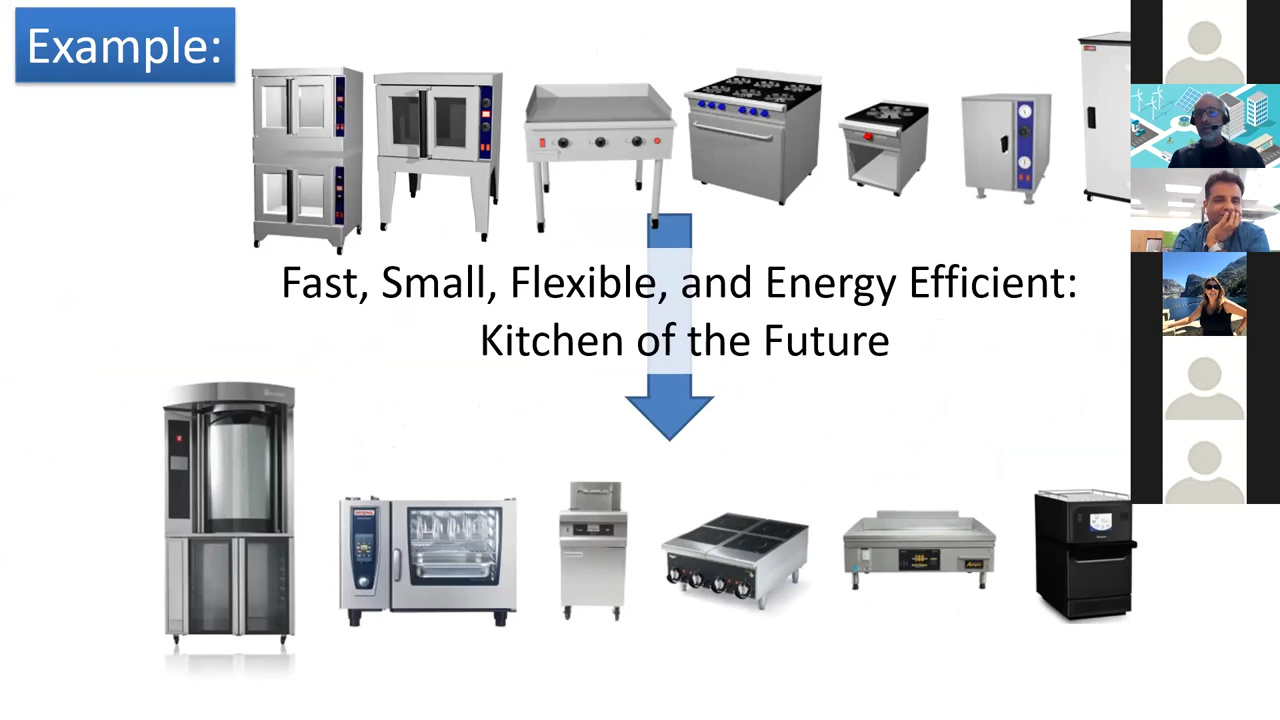 Example:
Fast, Small, Flexible, and Energy Efficient:
Kitchen of the Future